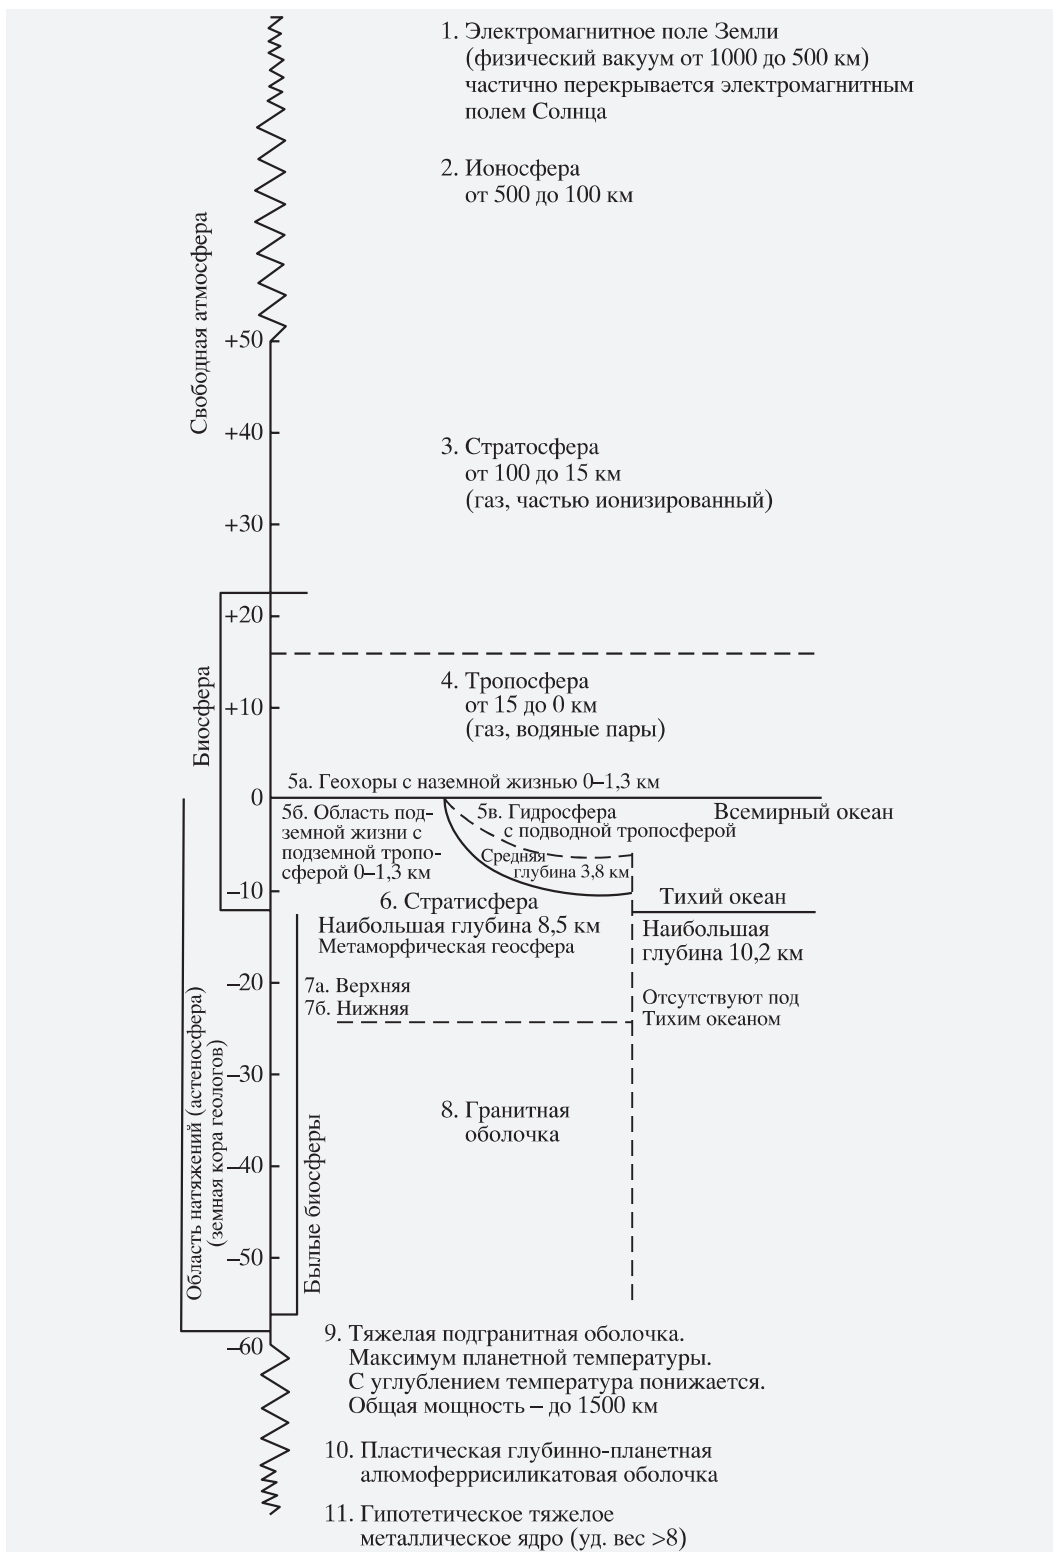 1. Электромагнитное поле Земли
(физический вакуум от 1000 до 500 км)
частично перекрывается электромагнитным
полем Солнца
2. Ионосфера
от 500 до 100 км
Свободная атмосфера
+50
+40
3. Стратосфера
от 100 до 15 км
(газ, частью ионизированный)
+30
+20
Биосфера
4. Тропосфера
от 15 до 0 км
(газ, водяные пары)
+10
5а. Геохоры с наземной жизнью 0–1,3 км
0
5б. Область под-
земной жизни с
подземной тропо-
сферой 0–1,3 км
5в. Гидросфера
с подводной тропосферой
Всемирный океан
Средняя
глубина 3,8 км
–10
6. Стратисфера
Наибольшая глубина 8,5 км
Метаморфическая геосфера
Тихий океан
Наибольшая
глубина 10,2 км
–20
7а. Верхняя
7б. Нижняя
Отсутствуют под
Тихим океаном
Область натяжений (астеносфера)
(земная кора геологов)
–30
Былые биосферы
8. Гранитная
оболочка
–40
–50
–60
9. Тяжелая подгранитная оболочка.
Максимум планетной температуры.
С углублением температура понижается.
Общая мощность – до 1500 км
10. Пластическая глубинно-планетная
алюмоферрисиликатовая оболочка
11. Гипотетическое тяжелое
металлическое ядро (уд. вес >8)